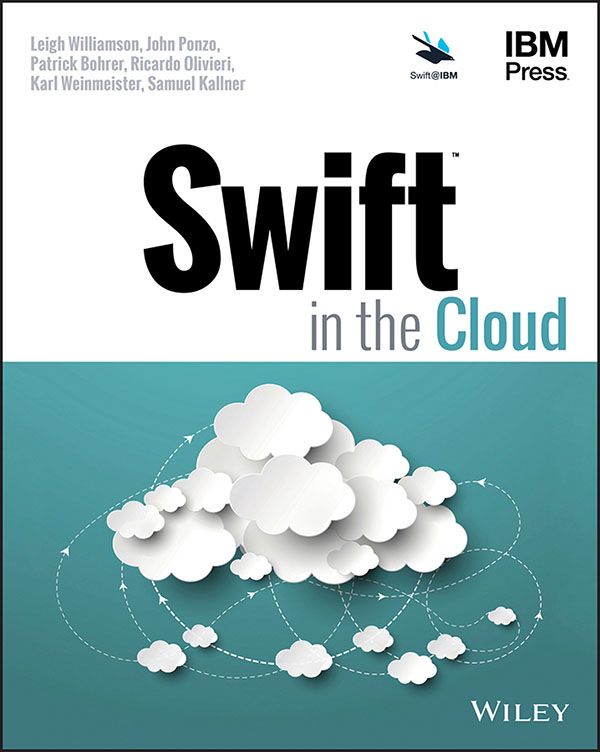 Leigh Williamson, John Ponzo,
Patrick Bohrer, Ricardo Olivieri,
Karl Weinmeister, Samuel Kallner
Swift@IBM
IBM
Press.
Swift™
in the Cloud
WILEY